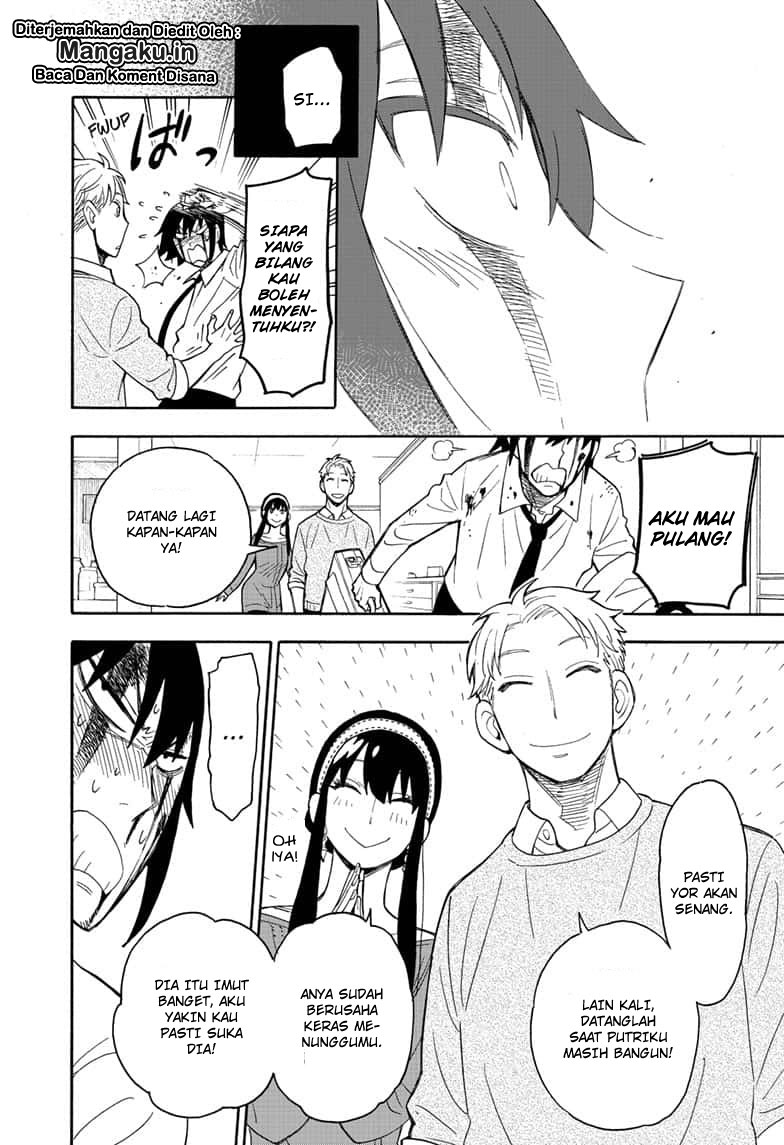 Diterjemahkan dan Diedit Oleh :
Mangaku.in
Baca Dan Koment Disana
SI...
FWUP
ばっ
SIAPA
YANG
BILANG
KAU
BOLEH
MENYEN-
TUHKU?!
AKU MAU
PULANG!
DATANG LAGI
KAPAN-KAPAN
YA!
PASTI
YOR AKAN
SENANG.
LAIN KALI,
DATANGLAH
SAAT PUTRIKU
MASIH BANGUN!
OH
IYA!
ANYA SUDAH
BERUSAHA
KERAS ME-
NUNGGUMU.
DIA ITU IMUT
BANGET, AKU
YAKIN KAU
PASTI SUKA
DIA!
...